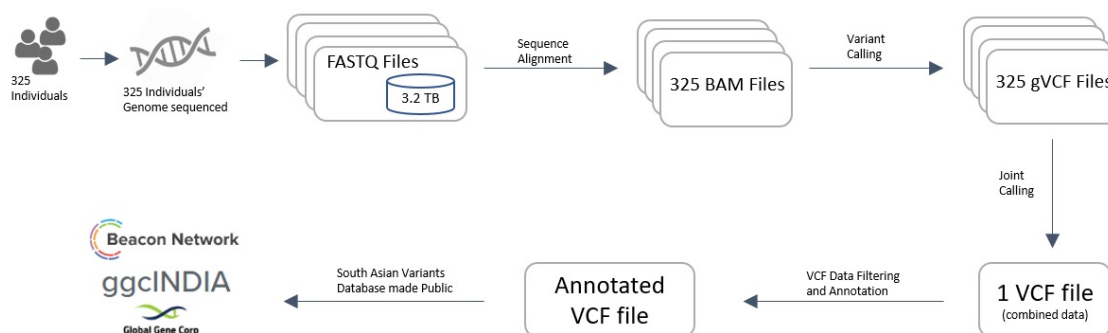 325
Individuals
325 Individuals'
Genome sequenced
FASTQ Files
3.2 TB
Sequence
Alignment
325 BAM Files
Variant
Calling
325 gVCF Files
Joint
Calling
1 VCF file
(combined data)
VCF Data Filtering
and Annotation
Annotated
VCF file
South Asian Variants
Database made Public
Beacon Network
ggcINDIA
Global Gene Corp